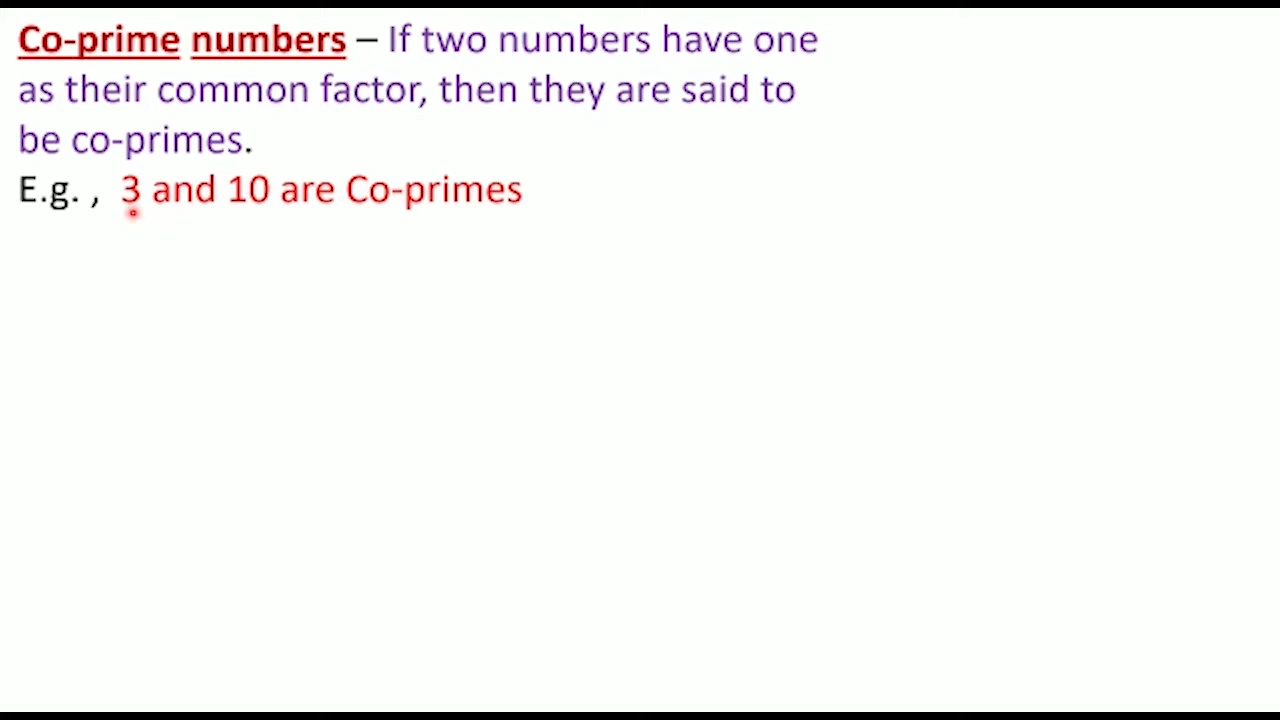 Co-prime numbers – If two numbers have one
as their common factor, then they are said to
be co-primes.
E.g. , 3 and 10 are Co-primes